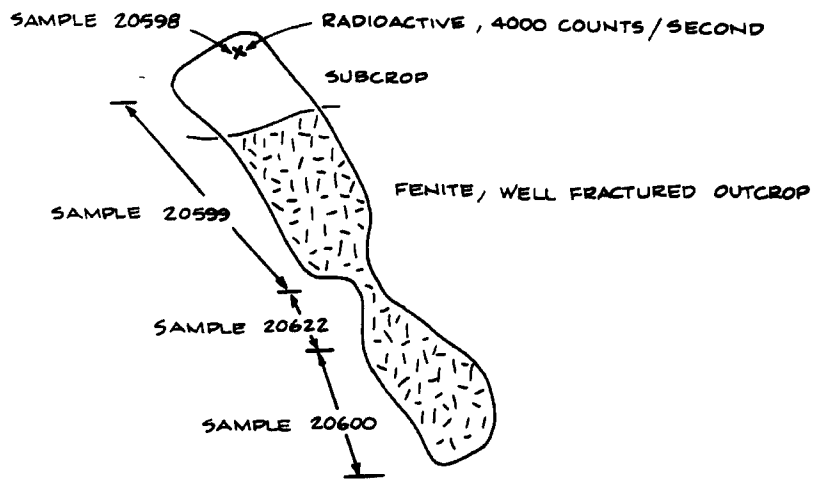 SAMPLE 20598
RADIOACTIVE, 4000 COUNTS/SECOND
SUBCROP
FENITE, WELL FRACTURED OUTCROP
SAMPLE 20599
SAMPLE 20622
SAMPLE 20600